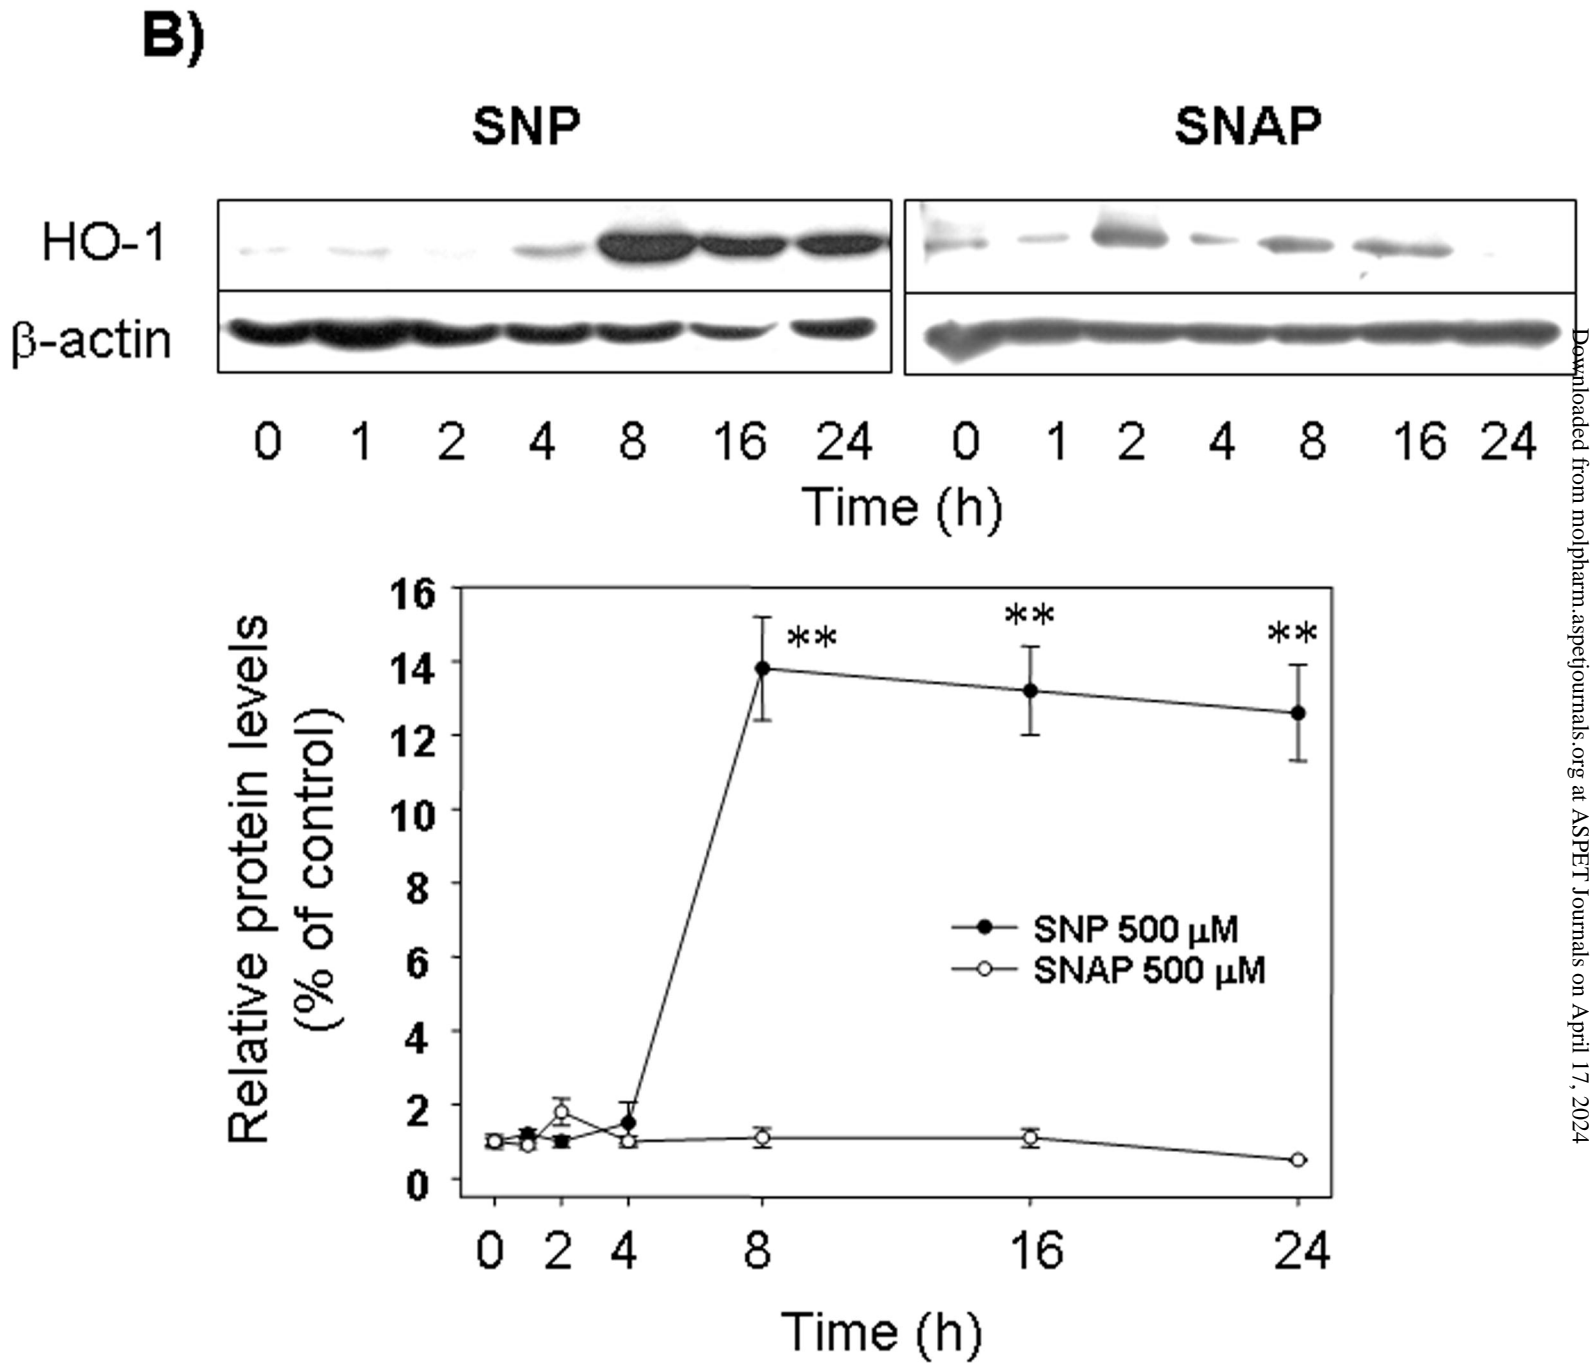 B)
SNP
SNAP
HO-1
β-actin
0 1 2 4 8 16 24
0 1 2 4 8 16 24
Time (h)
Relative protein levels
(% of control)
16
14
12
10
8
6
4
2
0
**
**
**
SNP 500 μM
SNAP 500 μM
0 2 4 8 16 24
Time (h)
Downloaded from molpharm.aspetjournals.org at ASPET Journals on April 17, 2024